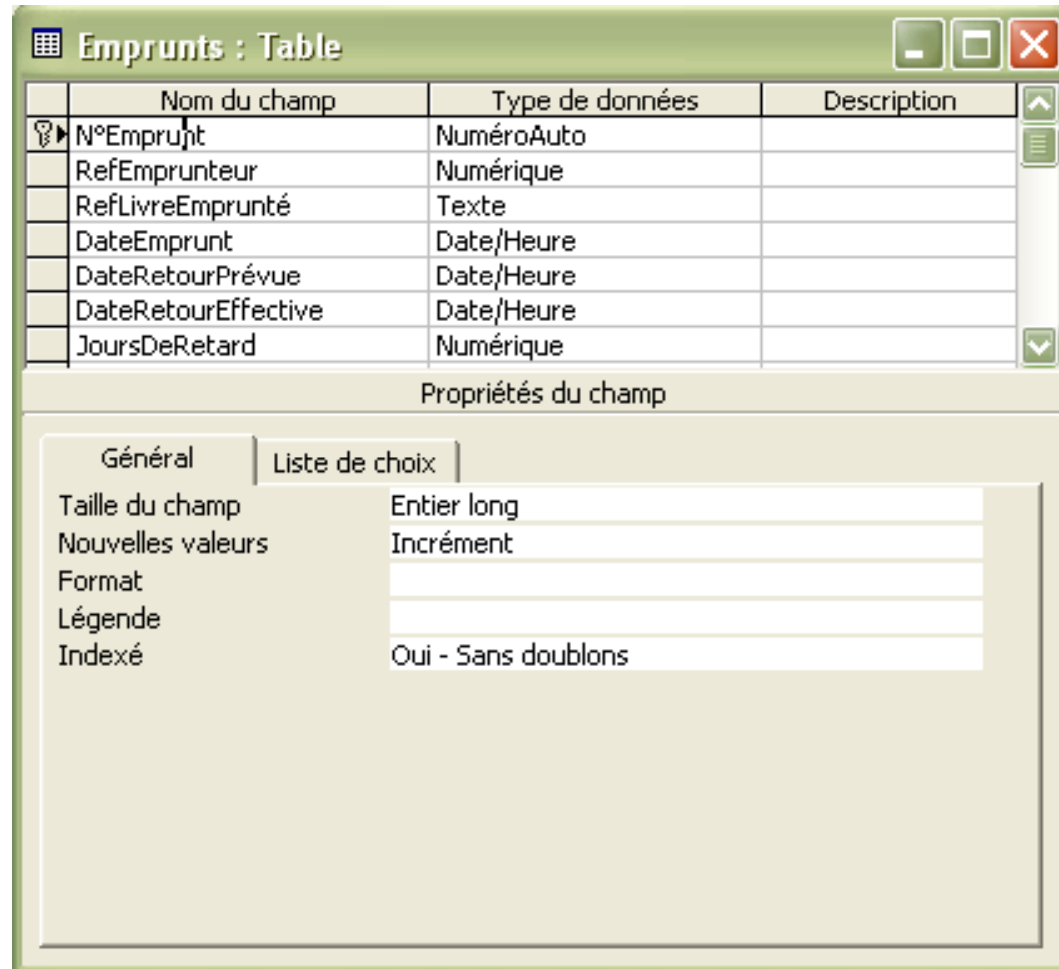 Emprunts : Table
Nom du champ Type de données Description
N°Emprunt NuméroAuto
RefEmprunteur Numérique
RefLivreEmprunté Texte
DateEmprunt Date/Heure
DateRetourPrévue Date/Heure
DateRetourEffective Date/Heure
JoursDeRetard Numérique
Propriétés du champ
Général Liste de choix
Taille du champ Entier long
Nouvelles valeurs Incrément
Format
Légende
Indexé Oui - Sans doublons